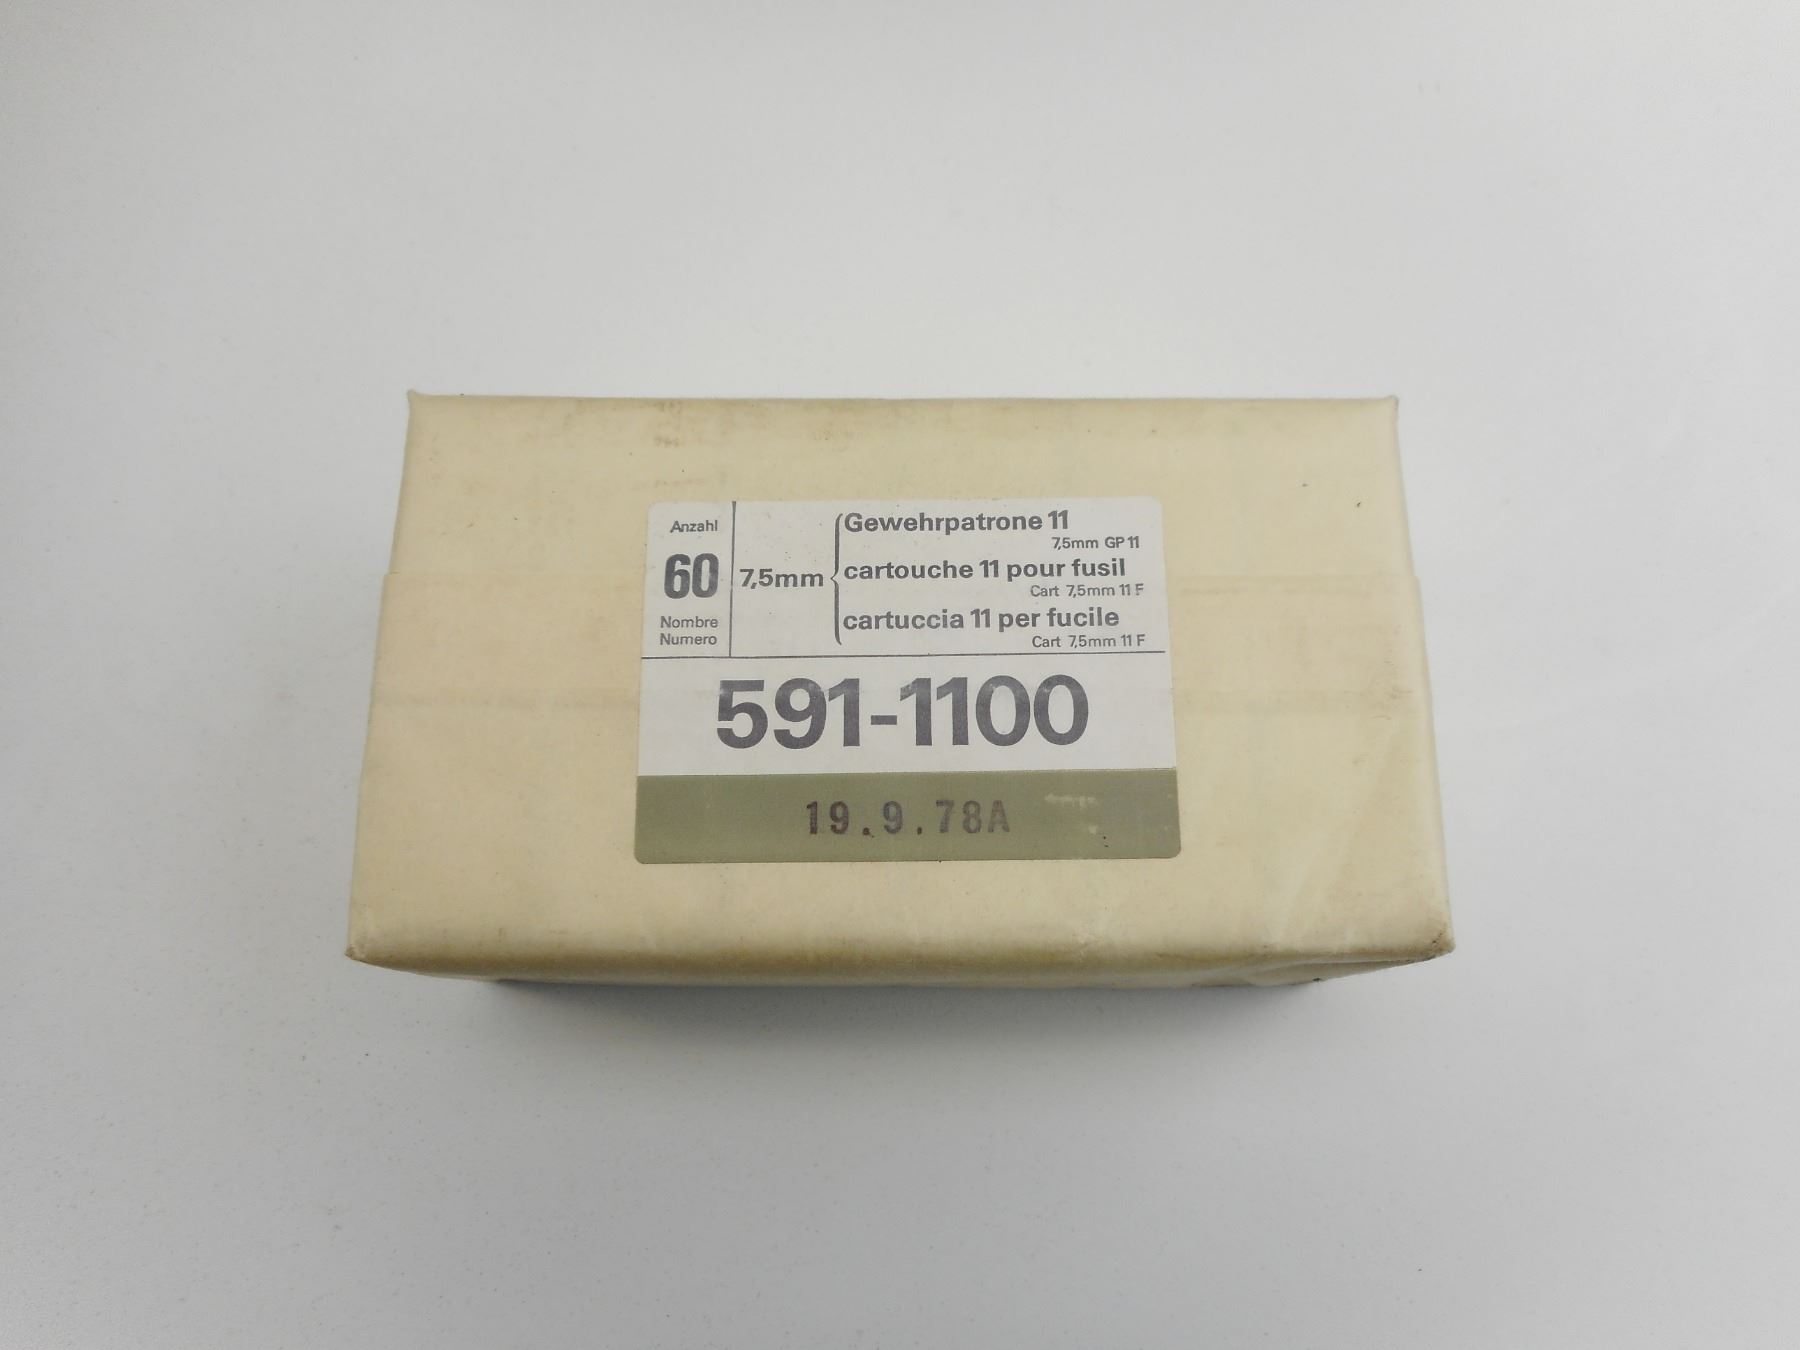 Anzahl
60
Nombre
Numero
7,5mm
Gewehrpatrone 11
7,5mm GP 11
cartouche 11 pour fusil
Cart 7,5mm 11 F
cartuccia 11 per fucile
Cart 7,5mm 11 F
591-1100
19.9.78A